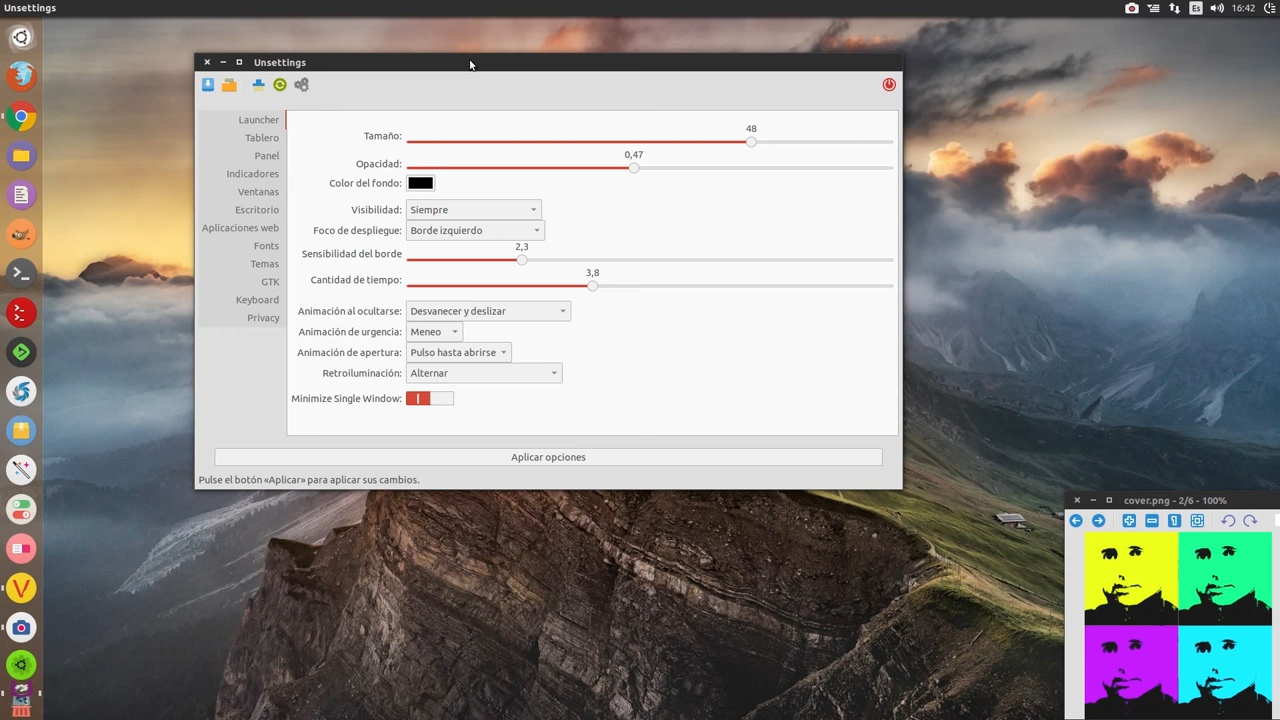 Unsettings
Es
16:42
Unsettings
Launcher
Tablero
Panel
Indicadores
Ventanas
Escritorio
Aplicaciones web
Fonts
Temas
GTK
Keyboard
Privacy
48
Tamaño:
0,47
Opacidad:
Color del fondo:
Visibilidad: Siempre
Foco de despliegue: Borde izquierdo
2,3
Sensibilidad del borde
3,8
Cantidad de tiempo:
Animación al ocultarse: Desvanecer y deslizar
Animación de urgencia: Meneo
Animación de apertura: Pulso hasta abrirse
Retroiluminación: Alternar
Minimize Single Window:
Aplicar opciones
Pulse el botón «Aplicar» para aplicar sus cambios.
cover.png - 2/6 - 100%